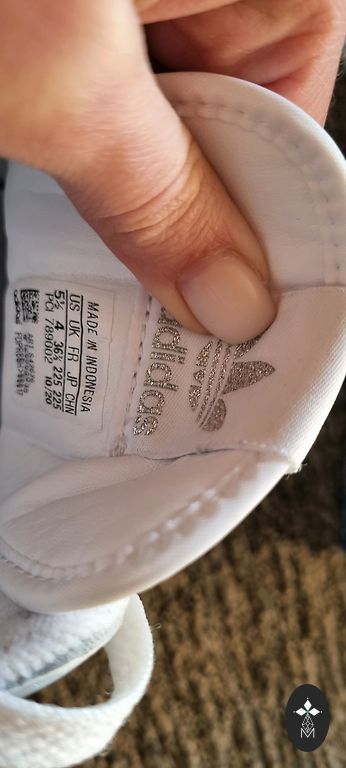 MADE IN INDONESIA
US UK FR JP CHN
5½ 4 36⅔ 225 225
PCI 789002 10/20
adidas